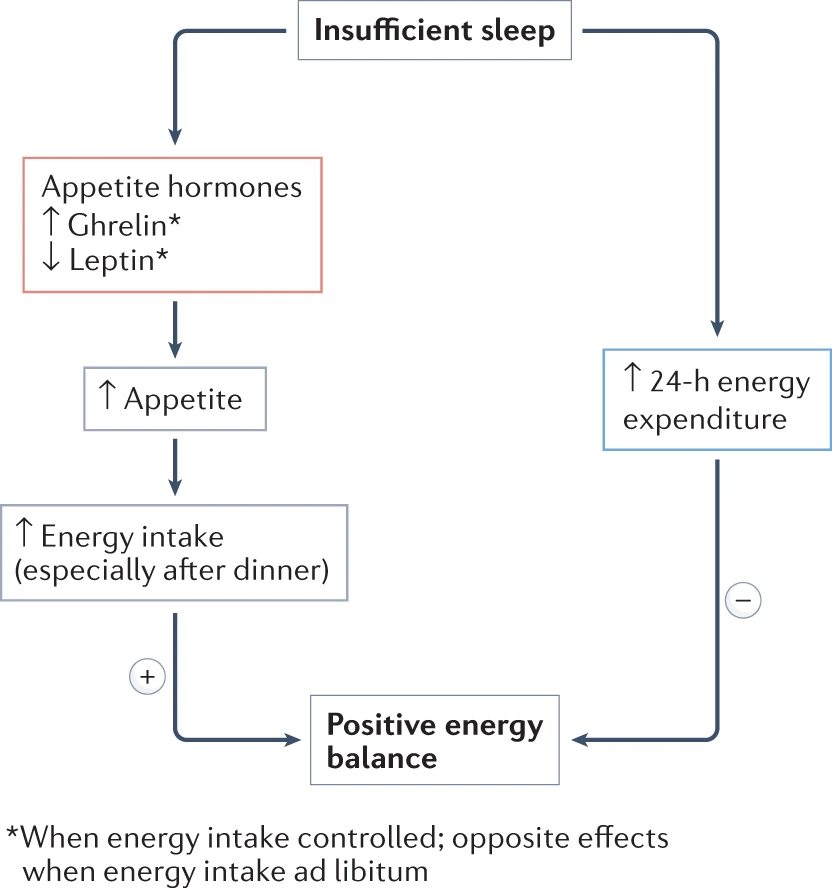 Insufficient sleep
Appetite hormones
↑ Ghrelin*
↓ Leptin*
↑ Appetite
↑ Energy intake
(especially after dinner)
+
↑ 24-h energy
expenditure
−
Positive energy
balance
*When energy intake controlled; opposite effects
when energy intake ad libitum